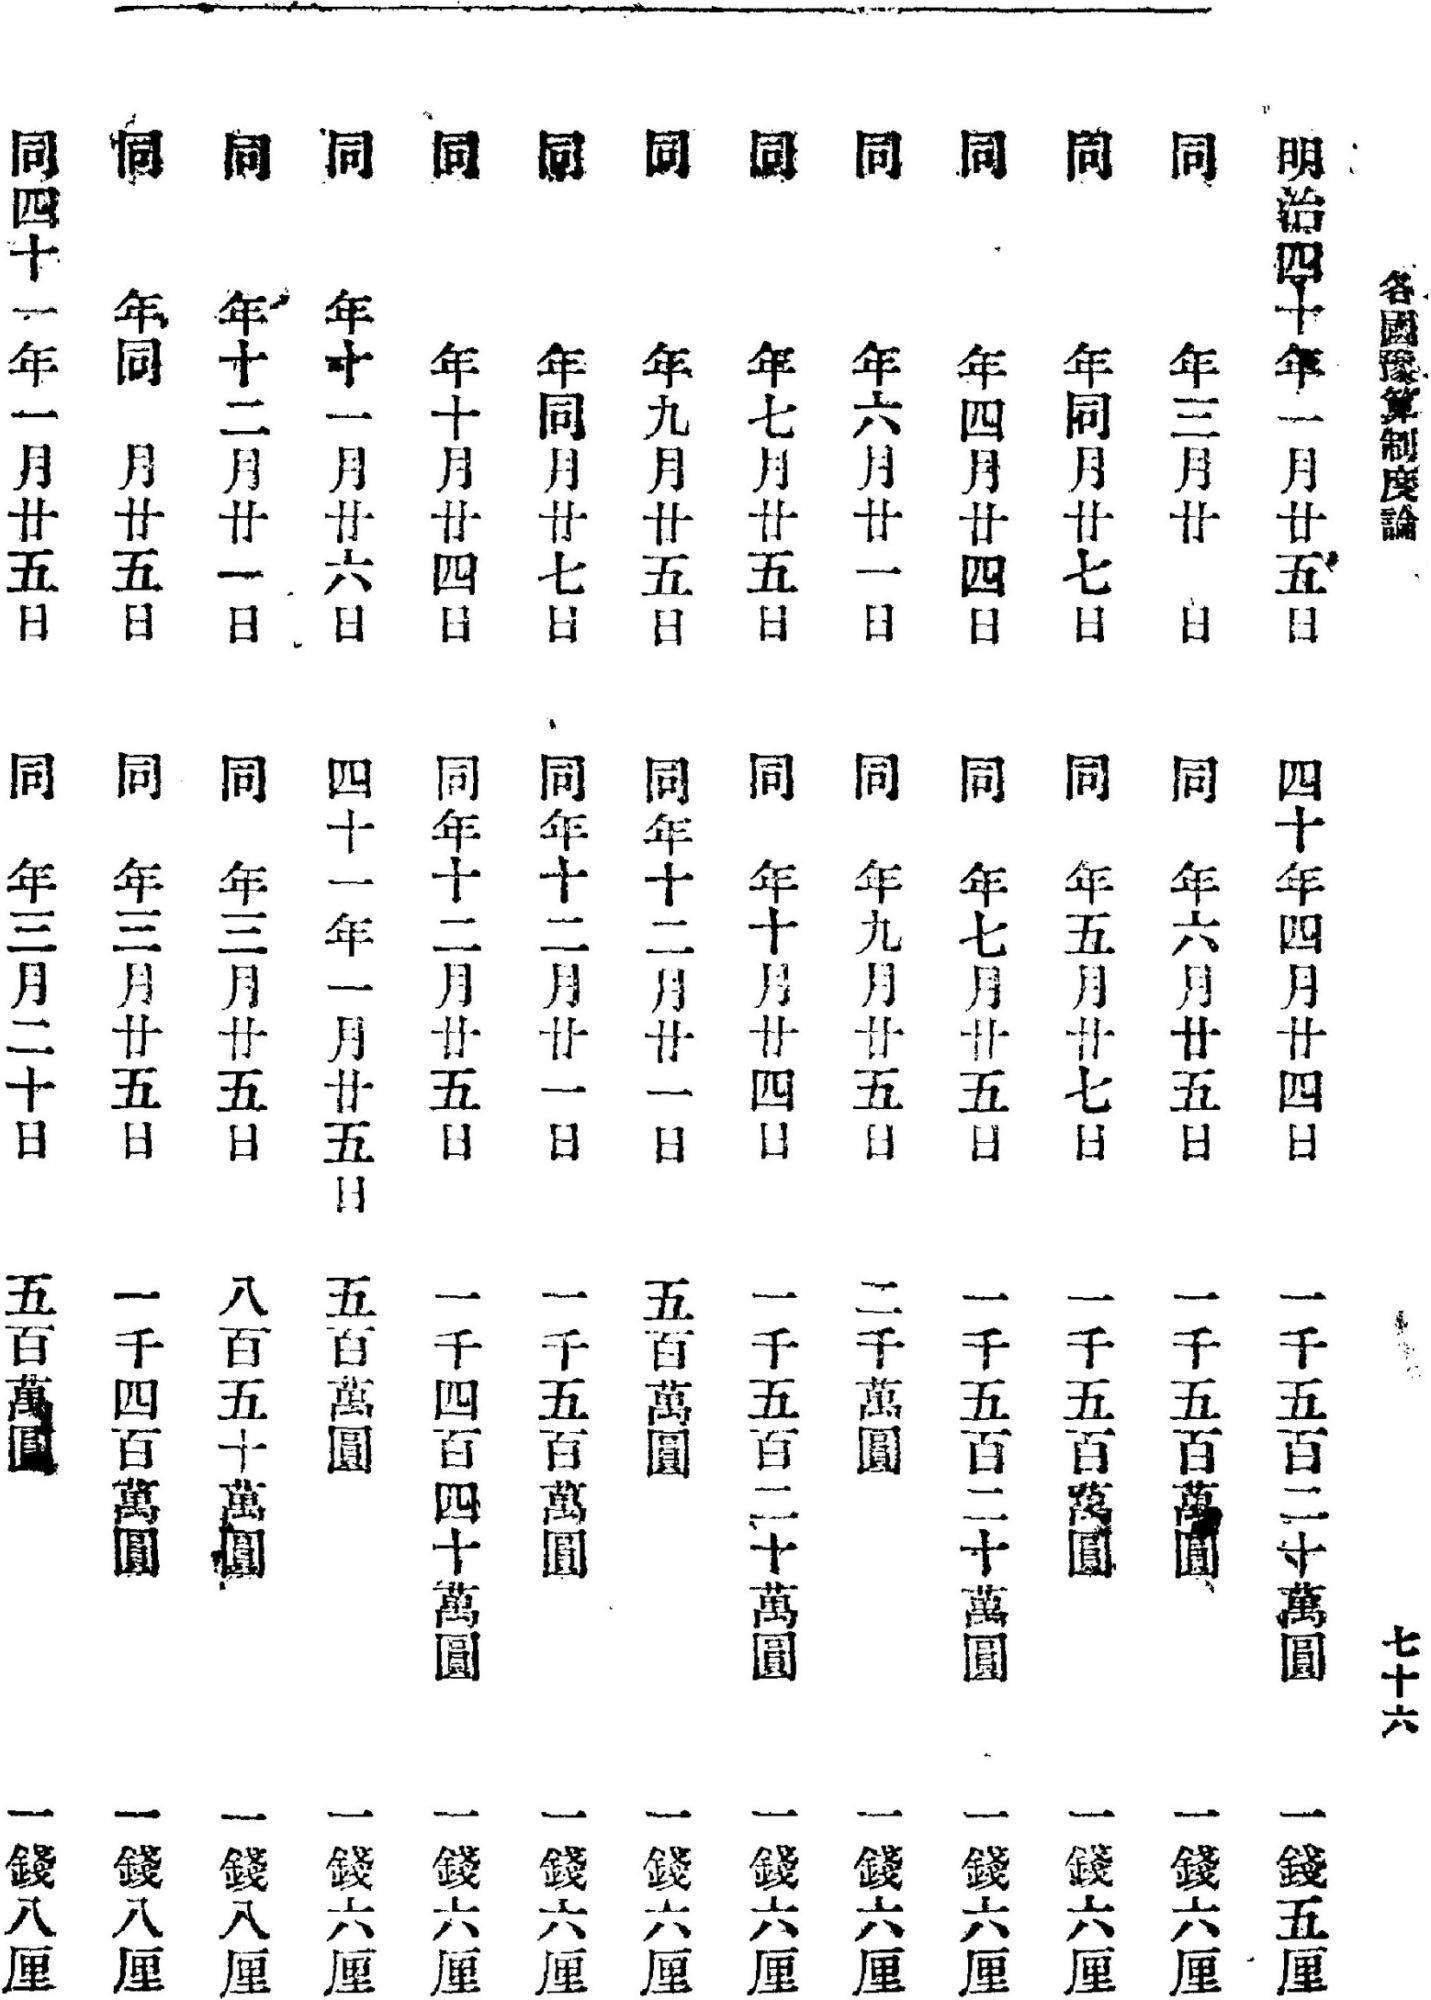 各國豫算制度論
七十六
明治四十年一月廿五日 四十年四月廿四日 一千五百二十萬圓 一錢五厘
同 年三月廿日 同 年六月廿五日 一千五百萬圓 一錢六厘
同 年同月廿七日 同 年五月廿七日 一千五百萬圓 一錢六厘
同 年四月廿四日 同 年七月廿五日 一千五百二十萬圓 一錢六厘
同 年六月廿一日 同 年九月廿五日 二千萬圓 一錢六厘
同 年七月廿五日 同 年十月廿四日 一千五百二十萬圓 一錢六厘
同 年九月廿五日 同年十二月廿一日 五百萬圓 一錢六厘
同 年同月廿七日 同年十二月廿一日 一千五百萬圓 一錢六厘
同 年十月廿四日 同年十二月廿五日 一千四百四十萬圓 一錢六厘
同 年十一月廿六日 四十一年一月廿五日 五百萬圓 一錢六厘
同 年十二月廿一日 同 年三月廿五日 八百五十萬圓 一錢八厘
同 年同 月廿五日 同 年三月廿五日 一千四百萬圓 一錢八厘
同四十一年一月廿五日 同 年三月二十日 五百萬圓 一錢八厘